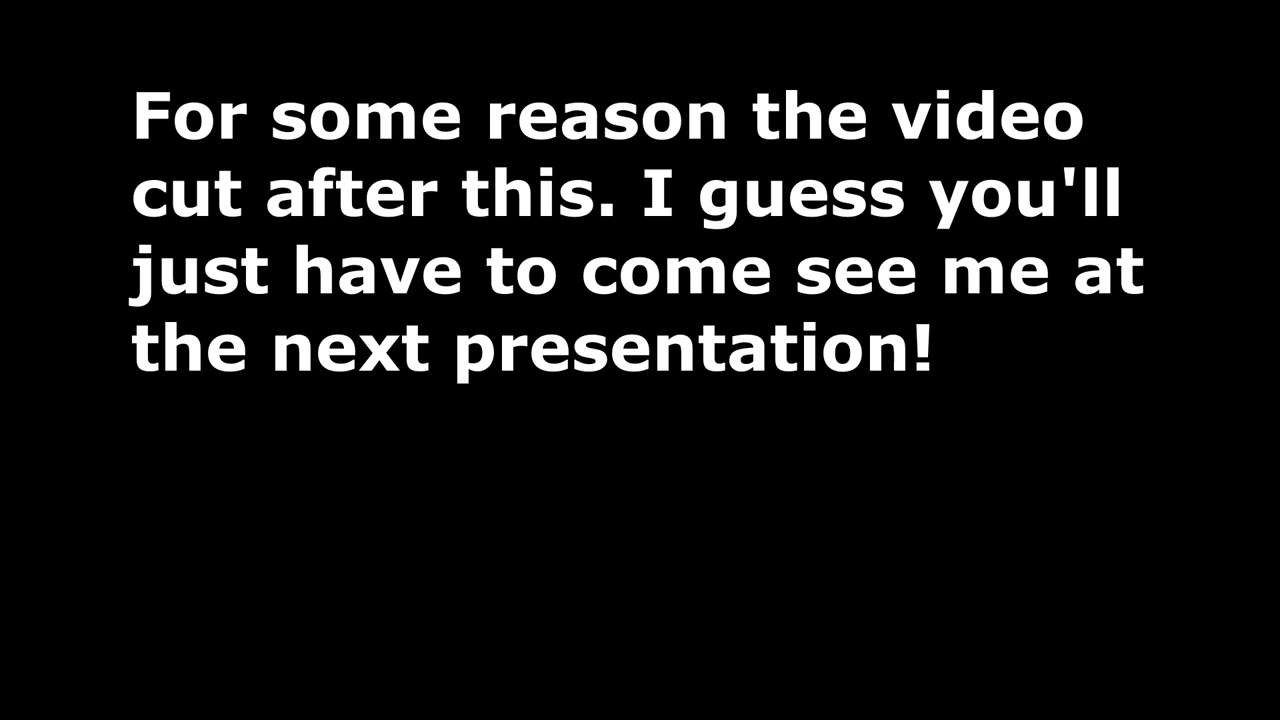 For some reason the video
cut after this. I guess you'll
just have to come see me at
the next presentation!